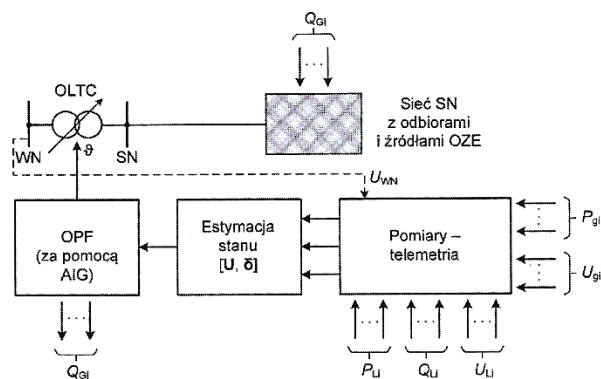 Q_Gi
OLTC
WN
ϑ
SN
Sieć SN
z odbiorami
i źródłami OZE
U_WN
OPF
(za pomocą
AIG)
Estymacja
stanu
[U, δ]
Pomiary –
telemetria
P_gi
U_gi
Q_Gi
P_Li
Q_Li
U_Li